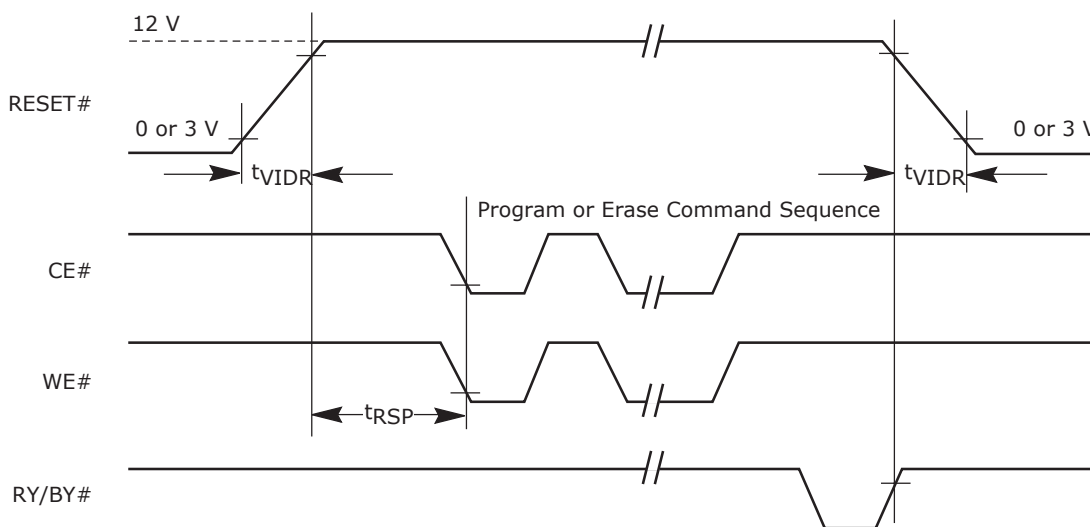 12 V
RESET#
0 or 3 V
0 or 3 V
tVIDR
tVIDR
Program or Erase Command Sequence
CE#
WE#
tRSP
RY/BY#